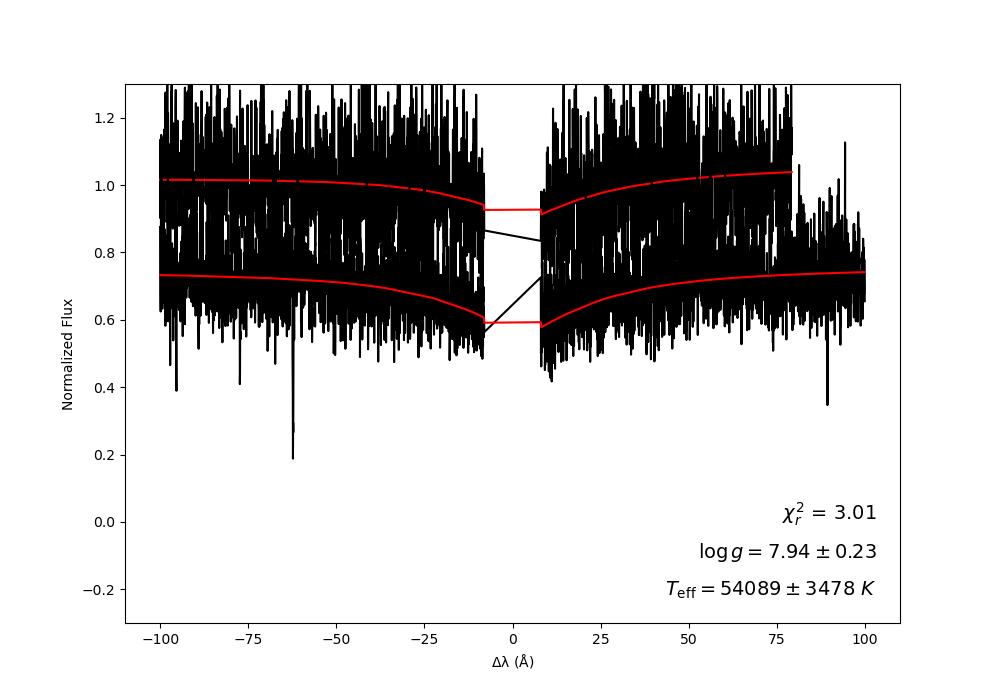 Normalized Flux
1.2
1.0
0.8
0.6
0.4
0.2
0.0
−0.2
χ²ᵣ = 3.01
log g = 7.94 ± 0.23
T_eff = 54089 ± 3478 K
−100 −75 −50 −25 0 25 50 75 100
Δλ (Å)